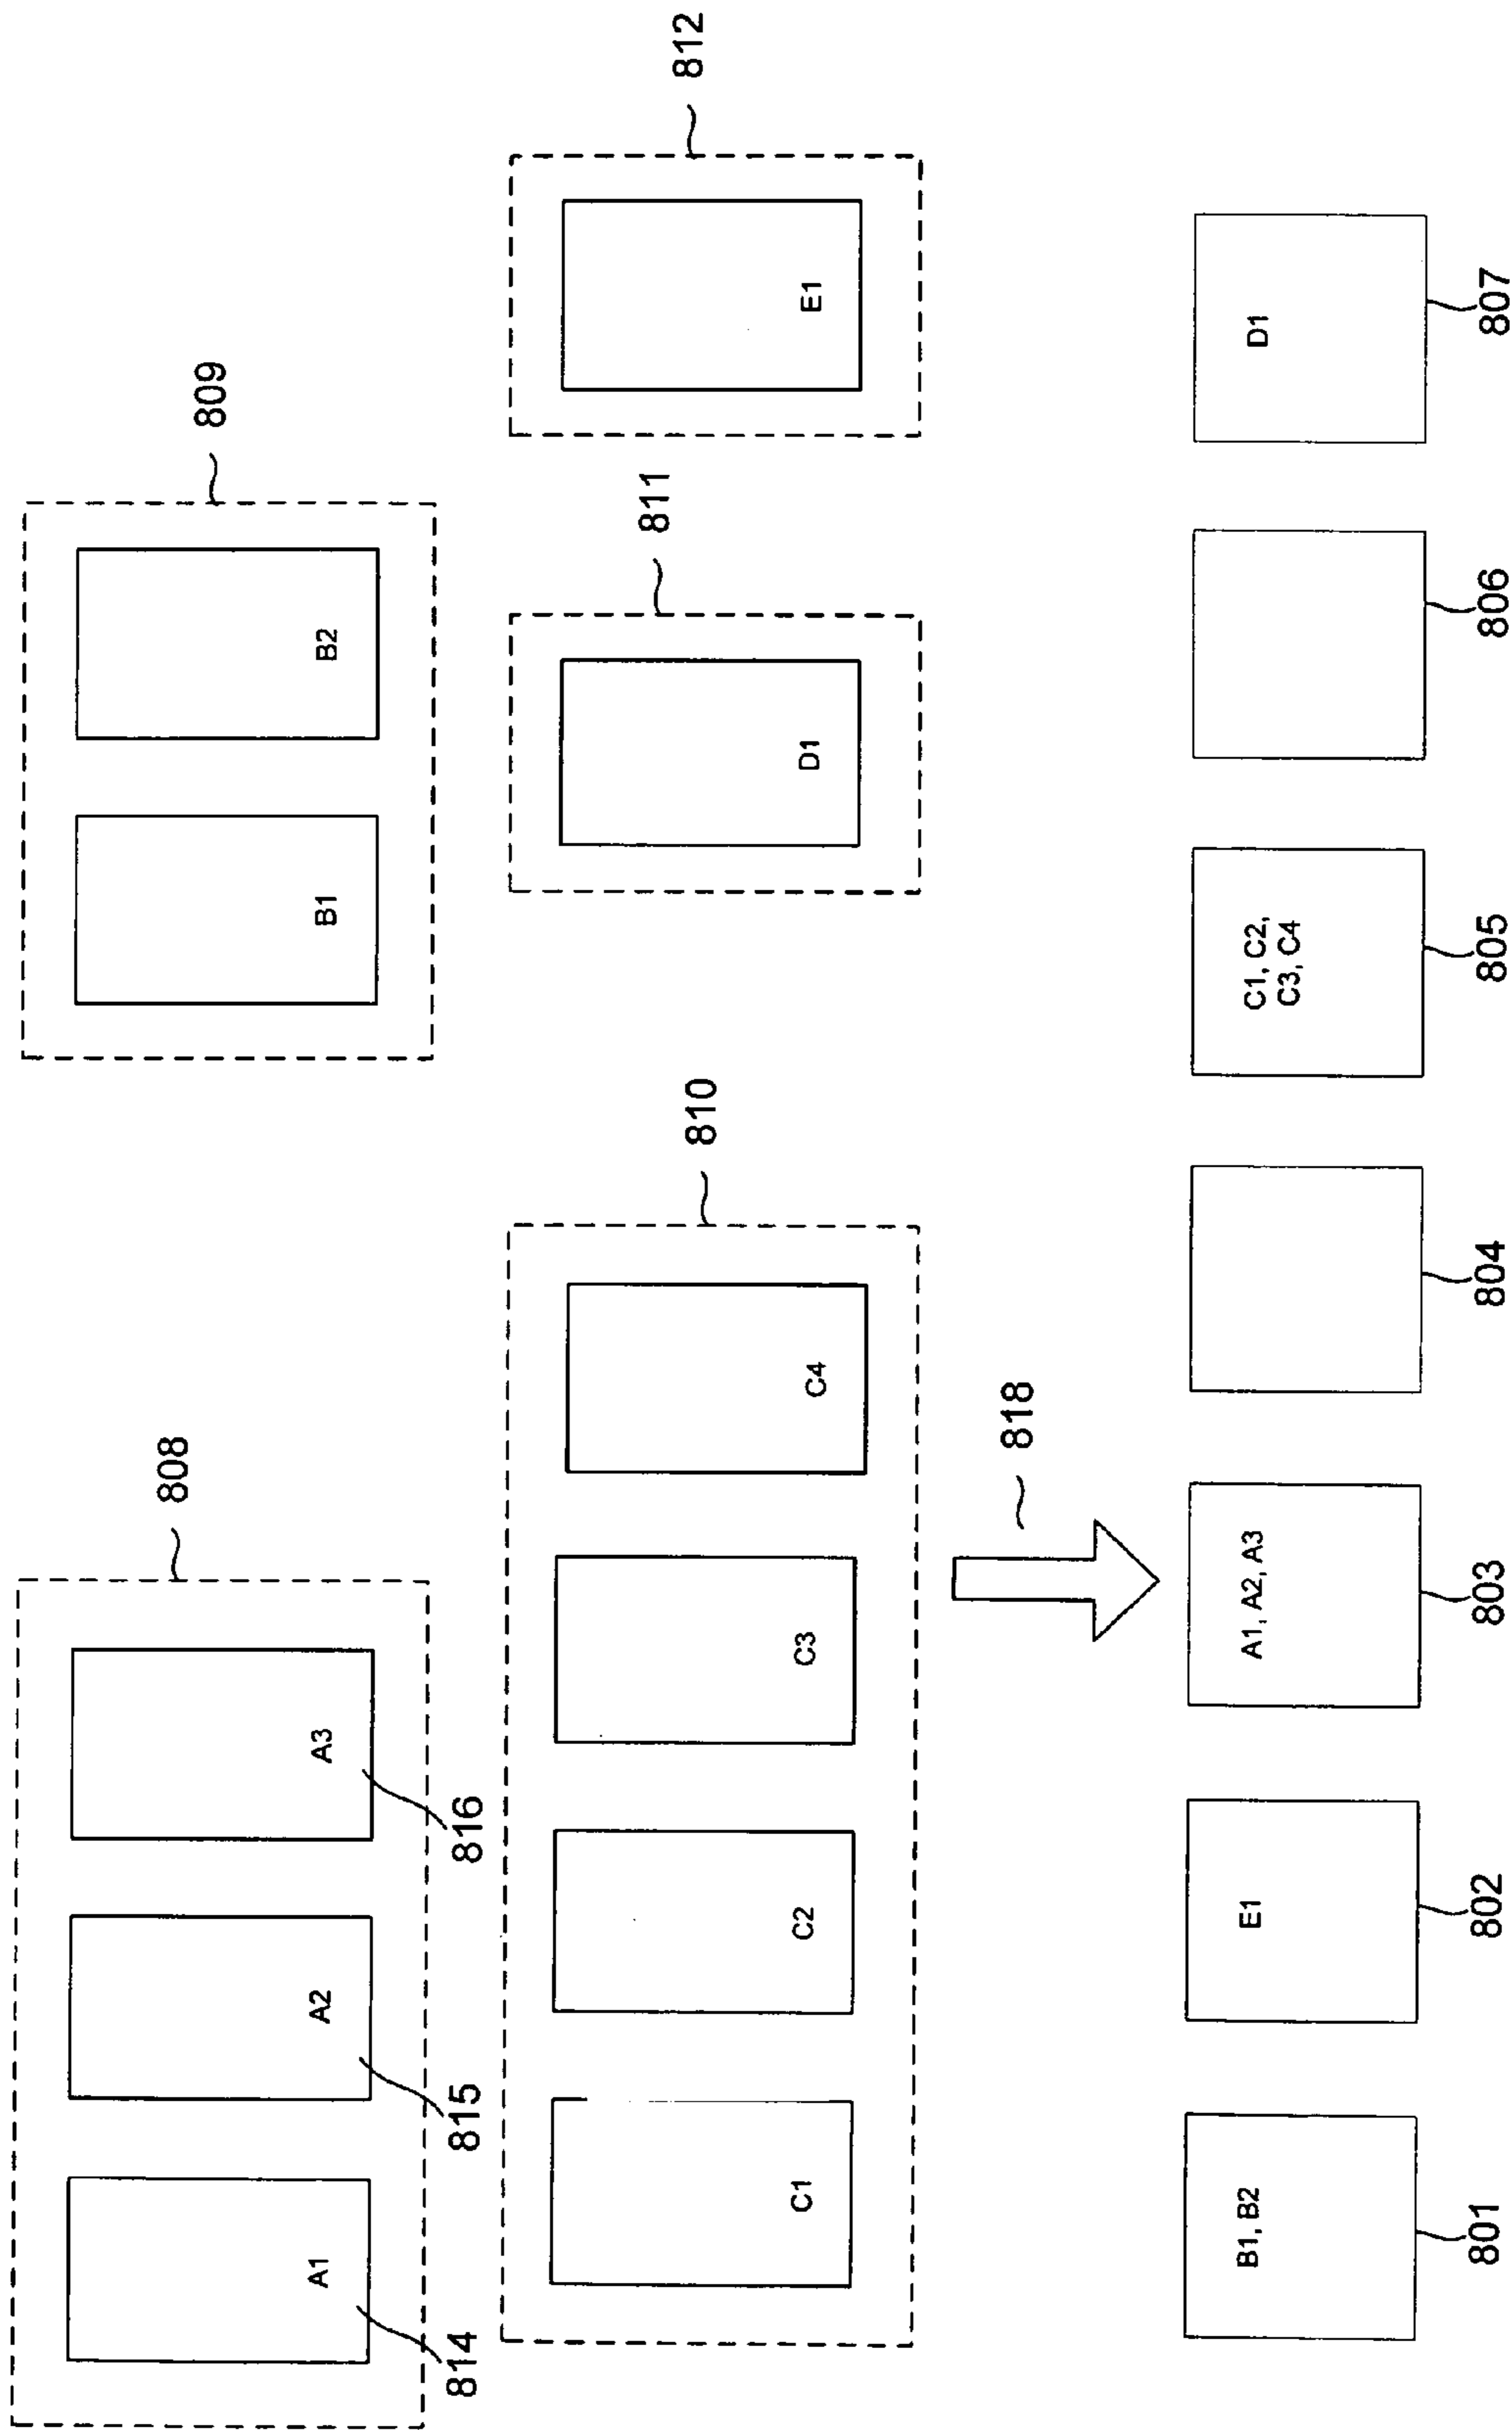 808
809
A1
A2
A3
B1
B2
814
815
816
810
811
812
C1
C2
C3
C4
D1
E1
818
B1, B2
E1
A1, A2, A3
C1, C2,
C3, C4
D1
801
802
803
804
805
806
807